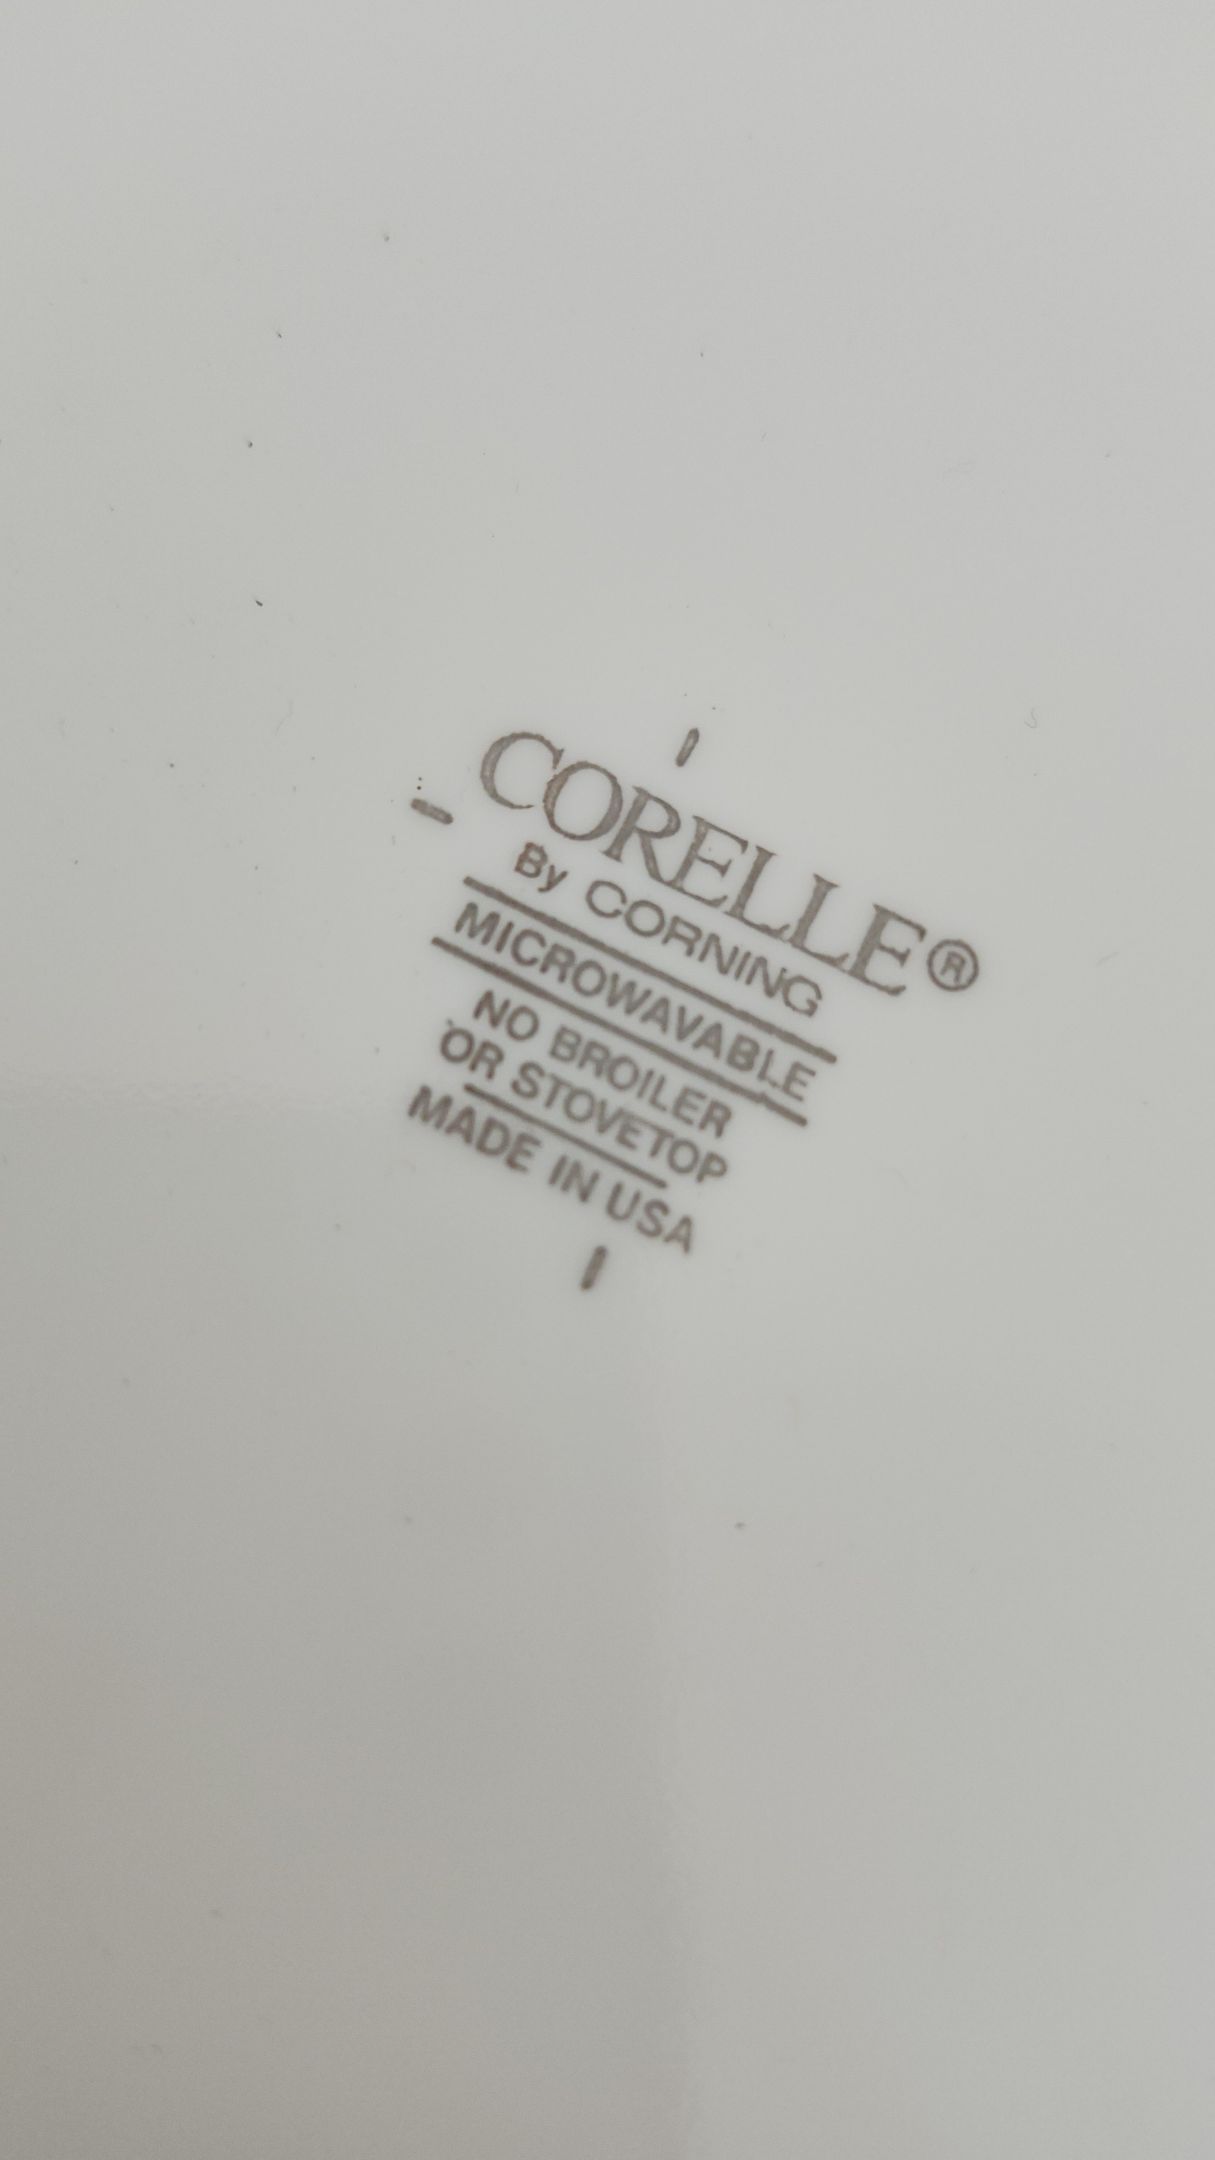 CORELLE®
By CORNING
MICROWAVABLE
NO BROILER
OR STOVETOP
MADE IN USA